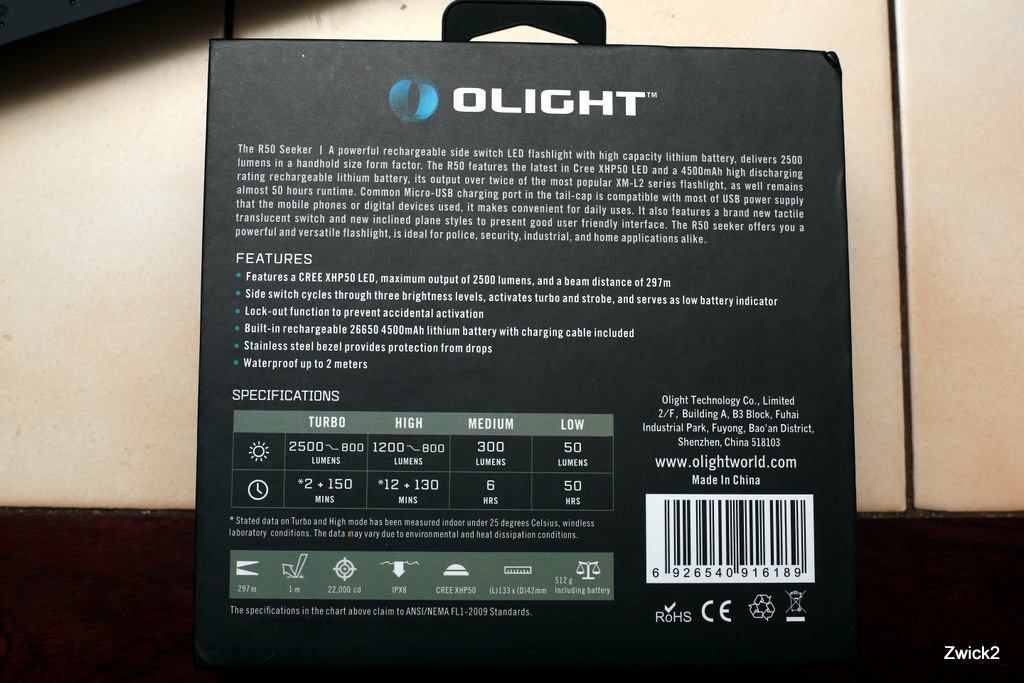 OLIGHT™
The R50 Seeker | A powerful rechargeable side switch LED flashlight with high capacity lithium battery, delivers 2500
lumens in a handhold size form factor. The R50 features the latest in Cree XHP50 LED and a 4500mAh high discharging
rating rechargeable lithium battery, its output over twice of the most popular XM-L2 series flashlight, as well remains
almost 50 hours runtime. Common Micro-USB charging port in the tail-cap is compatible with most of USB power supply
that the mobile phones or digital devices used, it makes convenient for daily uses. It also features a brand new tactile
translucent switch and new inclined plane styles to present good user friendly interface. The R50 seeker offers you a
powerful and versatile flashlight, is ideal for police, security, industrial, and home applications alike.
FEATURES
• Features a CREE XHP50 LED, maximum output of 2500 lumens, and a beam distance of 297m
• Side switch cycles through three brightness levels, activates turbo and strobe, and serves as low battery indicator
• Lock-out function to prevent accidental activation
• Built-in rechargeable 26650 4500mAh lithium battery with charging cable included
• Stainless steel bezel provides protection from drops
• Waterproof up to 2 meters
SPECIFICATIONS
TURBO HIGH MEDIUM LOW
2500~800 1200~800 300 50
LUMENS LUMENS LUMENS LUMENS
*2 + 150 *12 + 130 6 50
MINS MINS HRS HRS
* Stated data on Turbo and High mode has been measured indoor under 25 degrees Celsius, windless
laboratory conditions. The data may vary due to environmental and heat dissipation conditions.
297m 1m 22,000 cd IPX8 CREE XHP50 (L)133 x (D)42mm 512 g
Including battery
The specifications in the chart above claim to ANSI/NEMA FL1-2009 Standards.
Olight Technology Co., Limited
2/F, Building A, B3 Block, Fuhai
Industrial Park, Fuyong, Bao'an District,
Shenzhen, China 518103
www.olightworld.com
Made In China
6 926540 916189
RoHS CE
Zwick2